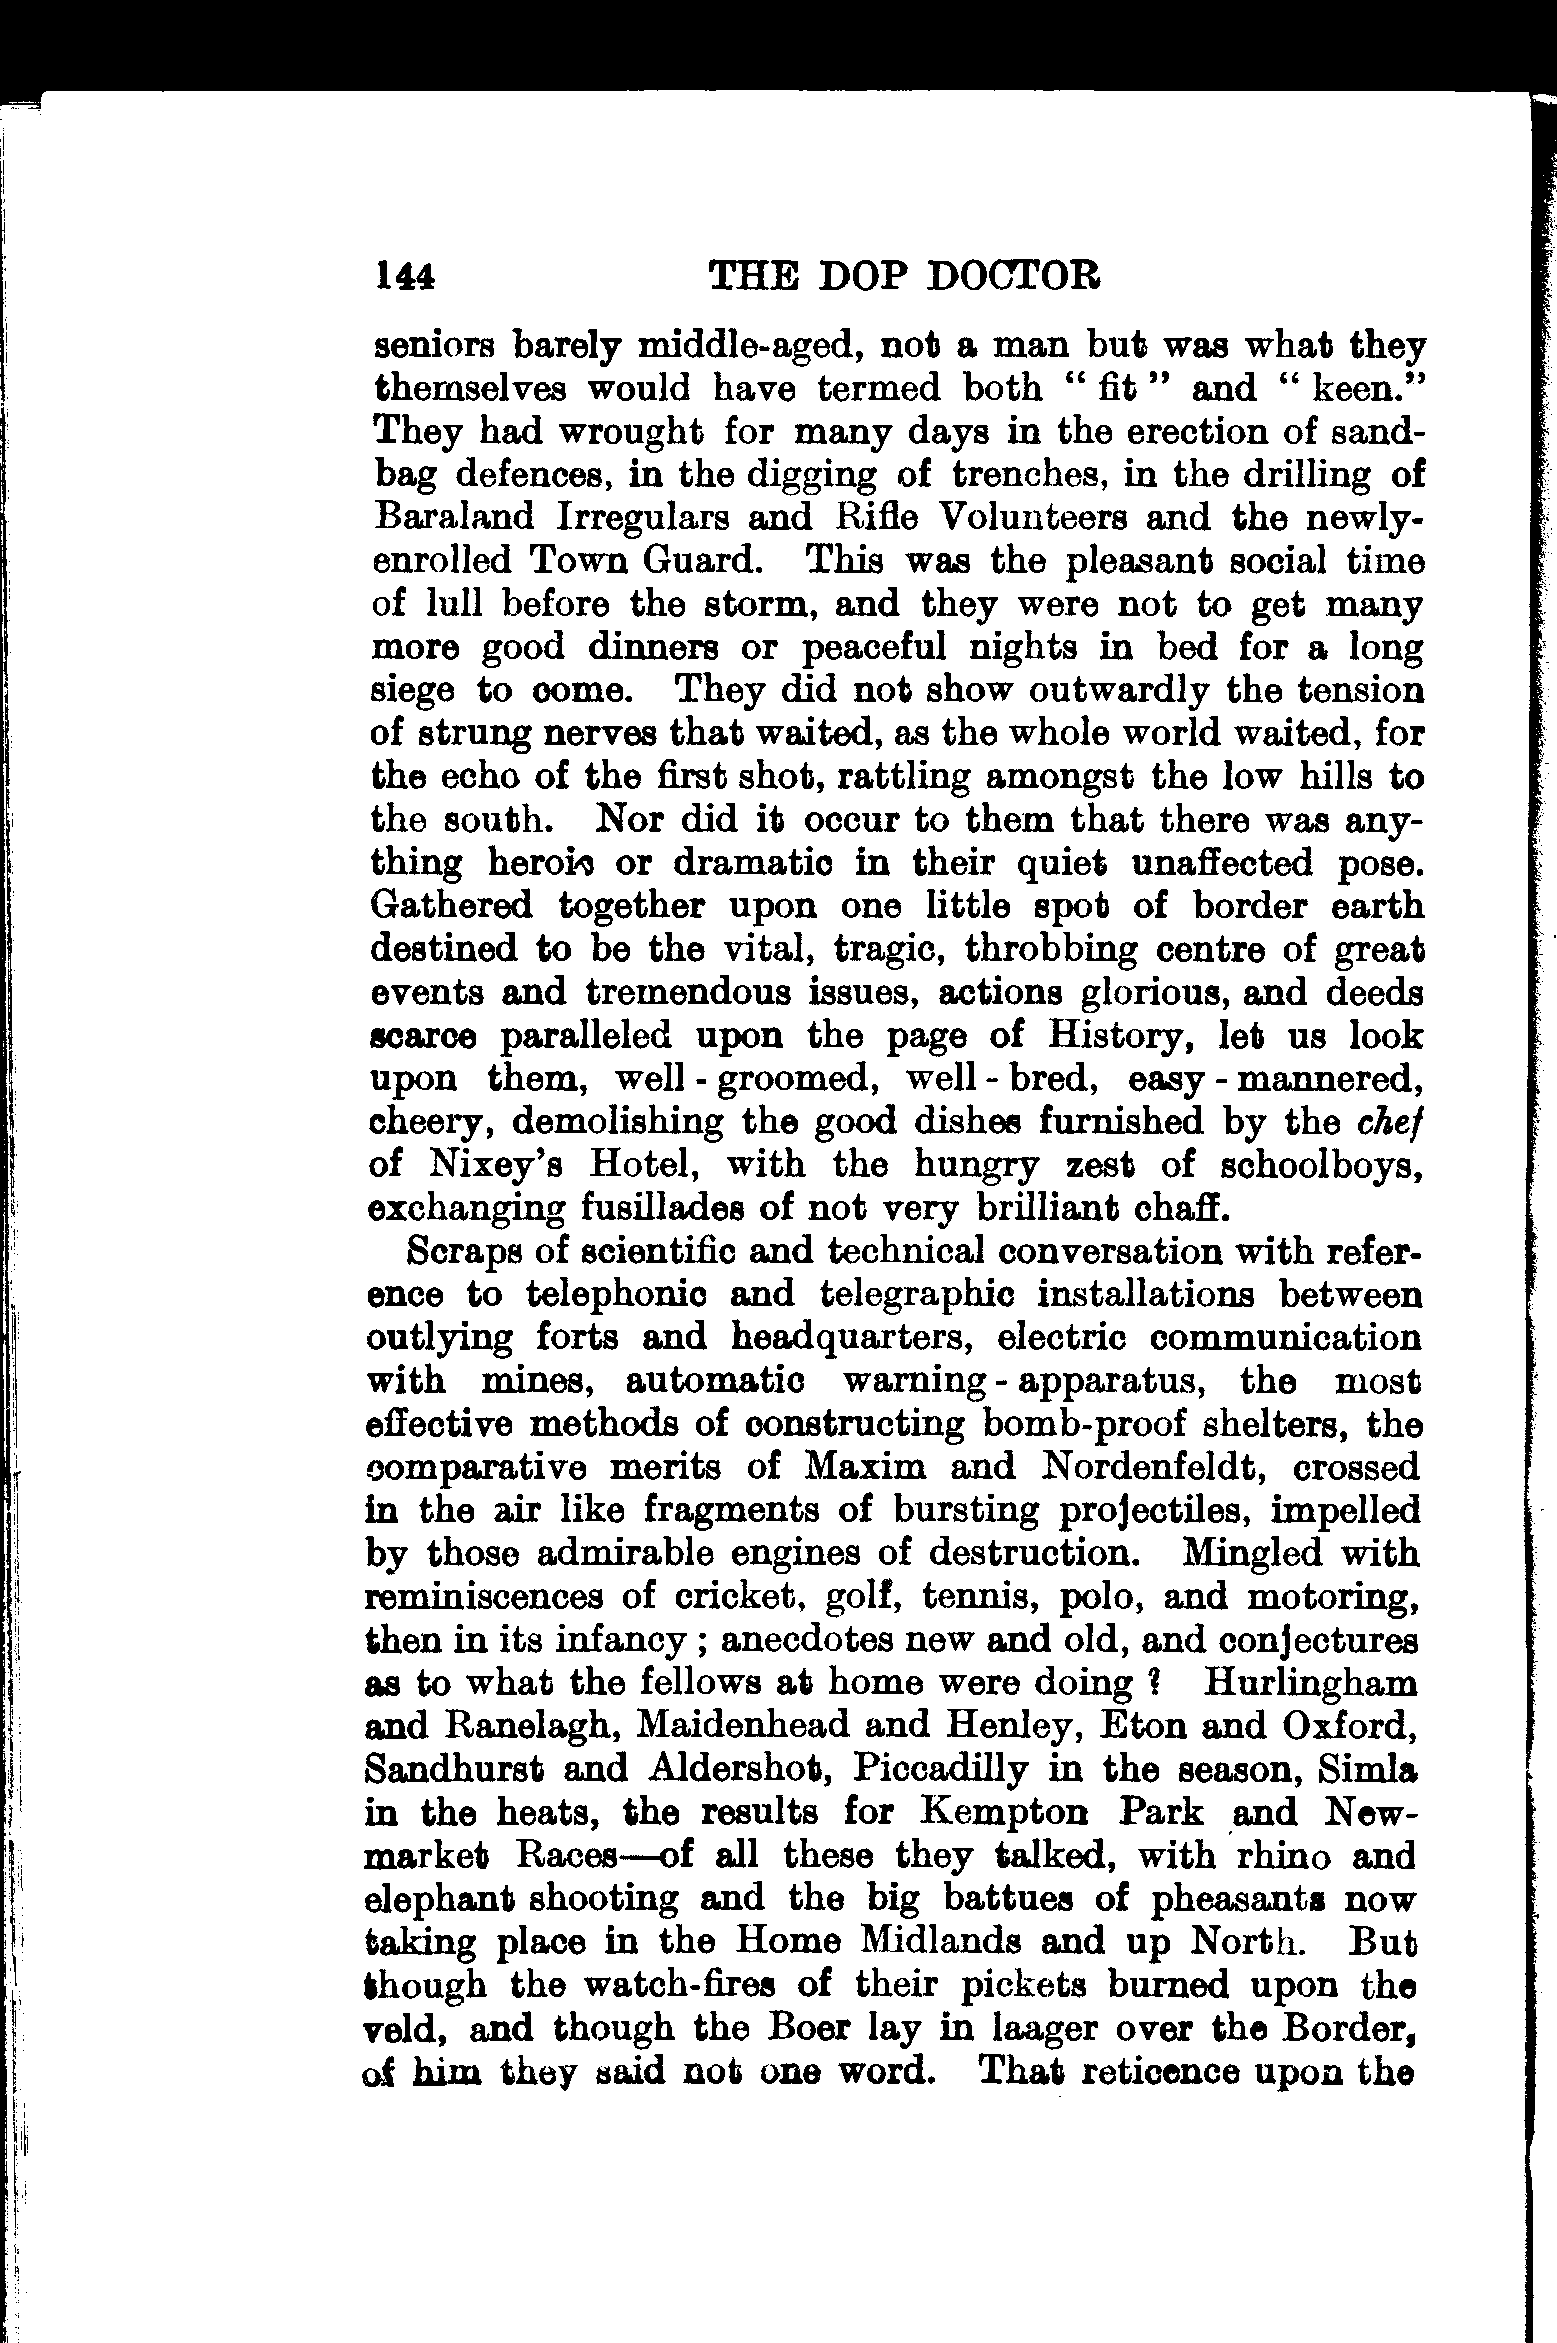 144 THE DOP DOCTOR
seniors barely middle-aged, not a man but was what they
themselves would have termed both “ fit ” and “ keen.”
They had wrought for many days in the erection of sand-
bag defences, in the digging of trenches, in the drilling of
Baraland Irregulars and Rifle Volunteers and the newly-
enrolled Town Guard. This was the pleasant social time
of lull before the storm, and they were not to get many
more good dinners or peaceful nights in bed for a long
siege to come. They did not show outwardly the tension
of strung nerves that waited, as the whole world waited, for
the echo of the first shot, rattling amongst the low hills to
the south. Nor did it occur to them that there was any-
thing heroic or dramatic in their quiet unaffected pose.
Gathered together upon one little spot of border earth
destined to be the vital, tragic, throbbing centre of great
events and tremendous issues, actions glorious, and deeds
scarce paralleled upon the page of History, let us look
upon them, well - groomed, well - bred, easy - mannered,
cheery, demolishing the good dishes furnished by the chef
of Nixey’s Hotel, with the hungry zest of schoolboys,
exchanging fusillades of not very brilliant chaff.
Scraps of scientific and technical conversation with refer-
ence to telephonic and telegraphic installations between
outlying forts and headquarters, electric communication
with mines, automatic warning - apparatus, the most
effective methods of constructing bomb-proof shelters, the
comparative merits of Maxim and Nordenfeldt, crossed
in the air like fragments of bursting projectiles, impelled
by those admirable engines of destruction. Mingled with
reminiscences of cricket, golf, tennis, polo, and motoring,
then in its infancy ; anecdotes new and old, and conjectures
as to what the fellows at home were doing ? Hurlingham
and Ranelagh, Maidenhead and Henley, Eton and Oxford,
Sandhurst and Aldershot, Piccadilly in the season, Simla
in the heats, the results for Kempton Park and New-
market Races—of all these they talked, with rhino and
elephant shooting and the big battues of pheasants now
taking place in the Home Midlands and up North. But
though the watch-fires of their pickets burned upon the
veld, and though the Boer lay in laager over the Border,
of him they said not one word. That reticence upon the